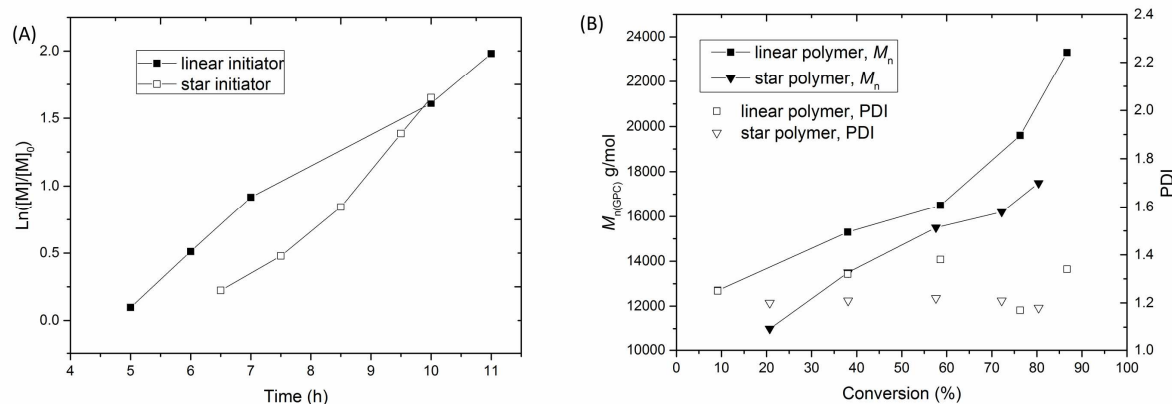 (A)
linear initiator
star initiator
2.0
1.5
1.0
0.5
0.0
Ln([M]/[M]0)
4 5 6 7 8 9 10 11
Time (h)
(B)
linear polymer, Mn
star polymer, Mn
linear polymer, PDI
star polymer, PDI
24000
22000
20000
18000
16000
14000
12000
10000
Mn(GPC) g/mol
0 10 20 30 40 50 60 70 80 90 100
Conversion (%)
2.4
2.2
2.0
1.8
1.6
1.4
1.2
1.0
PDI